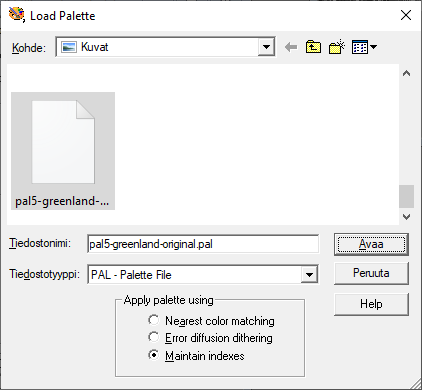 Load Palette
Kohde:
Kuvat
pal5-greenland-...
Tiedostonimi:
pal5-greenland-original.pal
Avaa
Tiedostotyyppi:
PAL - Palette File
Peruuta
Help
Apply palette using
Nearest color matching
Error diffusion dithering
Maintain indexes